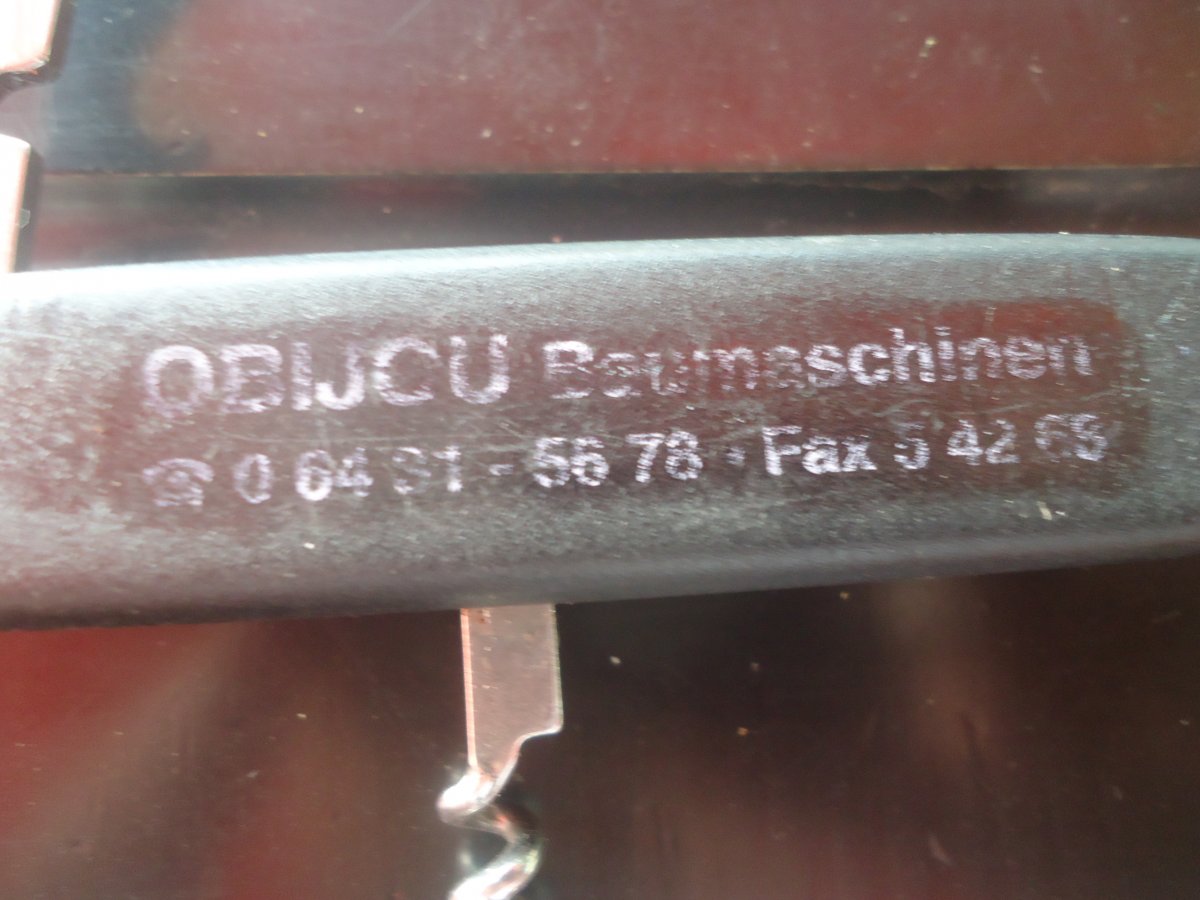 OBIJCU Baumaschinen
☎ 0 64 31 - 56 78 · Fax 5 42 68